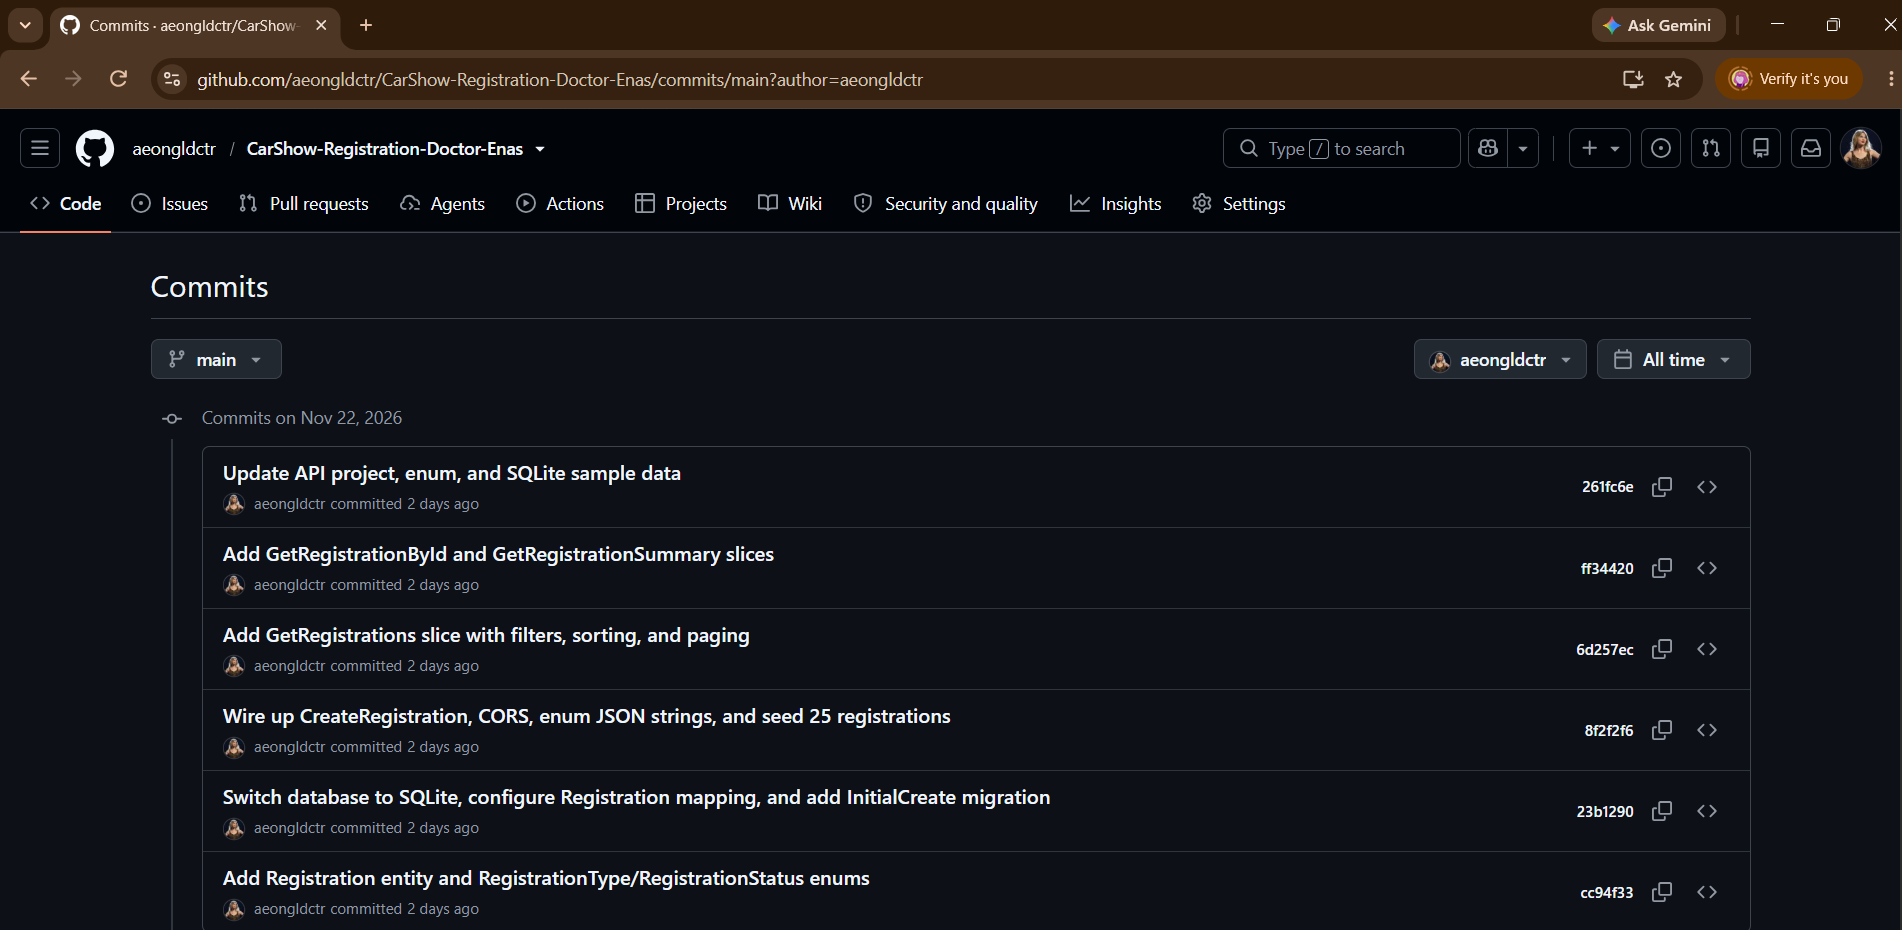 Commits · aeongldctr/CarShow-
Ask Gemini
github.com/aeongldctr/CarShow-Registration-Doctor-Enas/commits/main?author=aeongldctr
Verify it's you
aeongldctr / CarShow-Registration-Doctor-Enas
Type / to search
Code Issues Pull requests Agents Actions Projects Wiki Security and quality Insights Settings
Commits
main
aeongldctr
All time
Commits on Nov 22, 2026
Update API project, enum, and SQLite sample data
aeongldctr committed 2 days ago
261fc6e
Add GetRegistrationById and GetRegistrationSummary slices
aeongldctr committed 2 days ago
ff34420
Add GetRegistrations slice with filters, sorting, and paging
aeongldctr committed 2 days ago
6d257ec
Wire up CreateRegistration, CORS, enum JSON strings, and seed 25 registrations
aeongldctr committed 2 days ago
8f2f2f6
Switch database to SQLite, configure Registration mapping, and add InitialCreate migration
aeongldctr committed 2 days ago
23b1290
Add Registration entity and RegistrationType/RegistrationStatus enums
aeongldctr committed 2 days ago
cc94f33